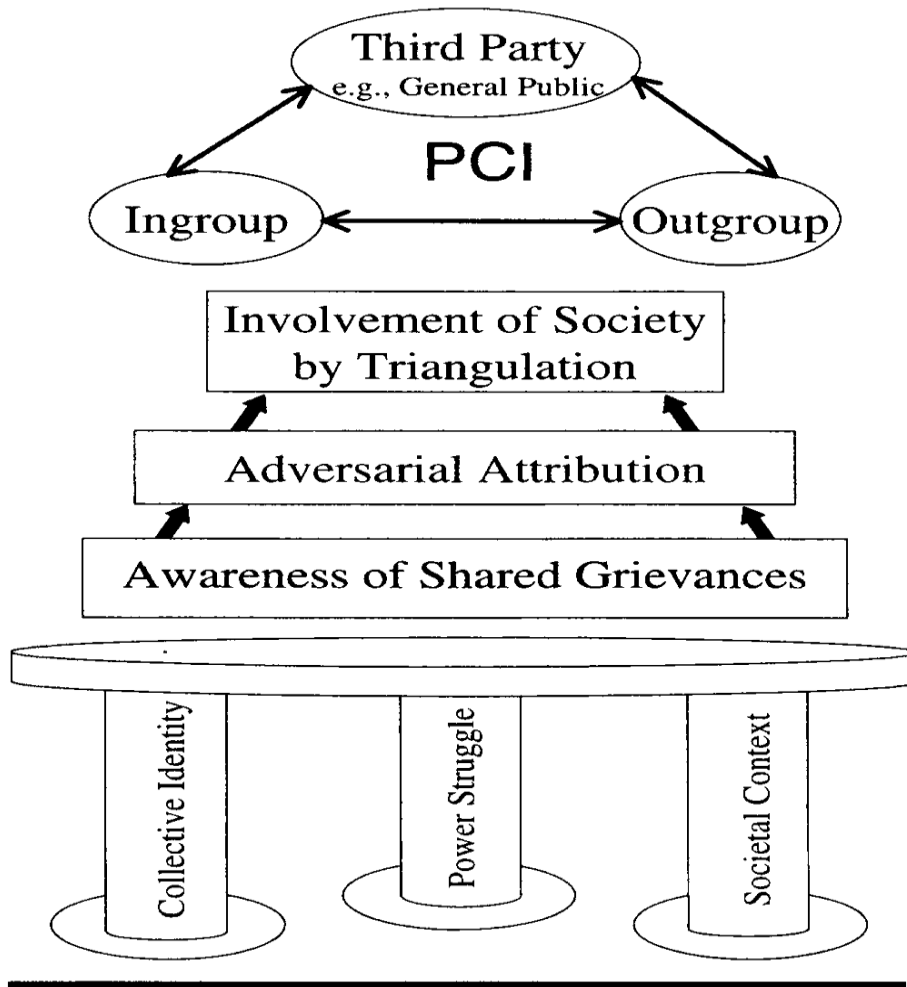 Third Party
e.g., General Public
PCI
Ingroup
Outgroup
Involvement of Society
by Triangulation
Adversarial Attribution
Awareness of Shared Grievances
Collective Identity
Power Struggle
Societal Context